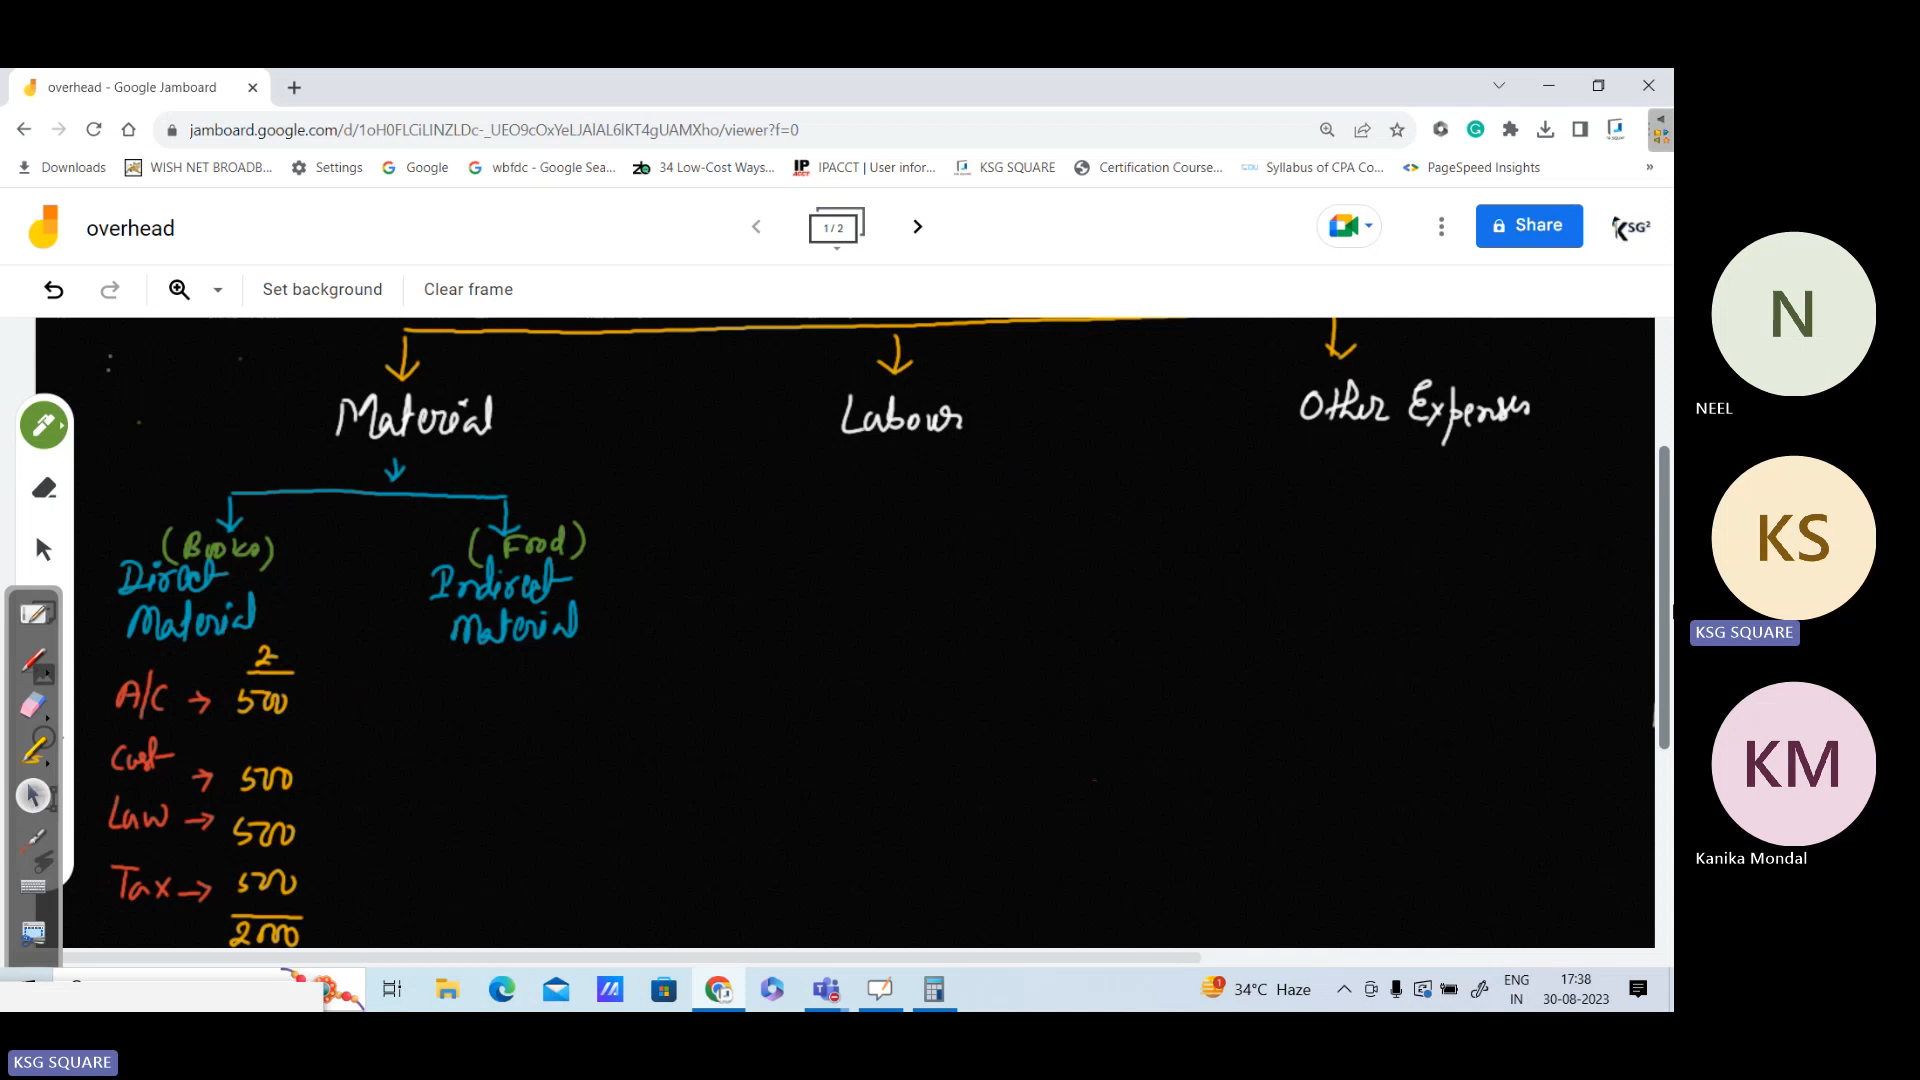 overhead - Google Jamboard
jamboard.google.com/d/1oH0FLCiLINZLDc-_UEO9cOxYeLJAlAL6lKT4gUAMXho/viewer?f=0
Downloads WISH NET BROADB... Settings Google wbfdc - Google Sea... 34 Low-Cost Ways... IPACCT | User infor... KSG SQUARE Certification Course... Syllabus of CPA Co... PageSpeed Insights »
overhead
1 / 2
Share
KSG²
Set background Clear frame
Material Labour Other Expenses
(Books) (Food)
Direct Indirect
Material Material
2
A/C → 500
Cost → 500
Law → 500
Tax → 500
2000
N
NEEL
KS
KSG SQUARE
KM
Kanika Mondal
34°C Haze
ENG
IN
17:38
30-08-2023
KSG SQUARE